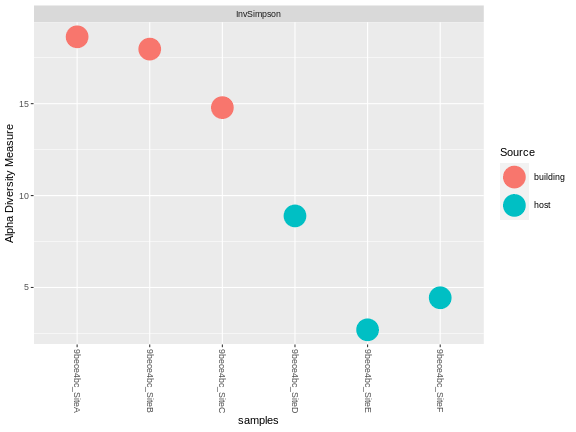 InvSimpson
Alpha Diversity Measure
15
10
5
9bece4bc_SiteA
9bece4bc_SiteB
9bece4bc_SiteC
9bece4bc_SiteD
9bece4bc_SiteE
9bece4bc_SiteF
samples
Source
building
host